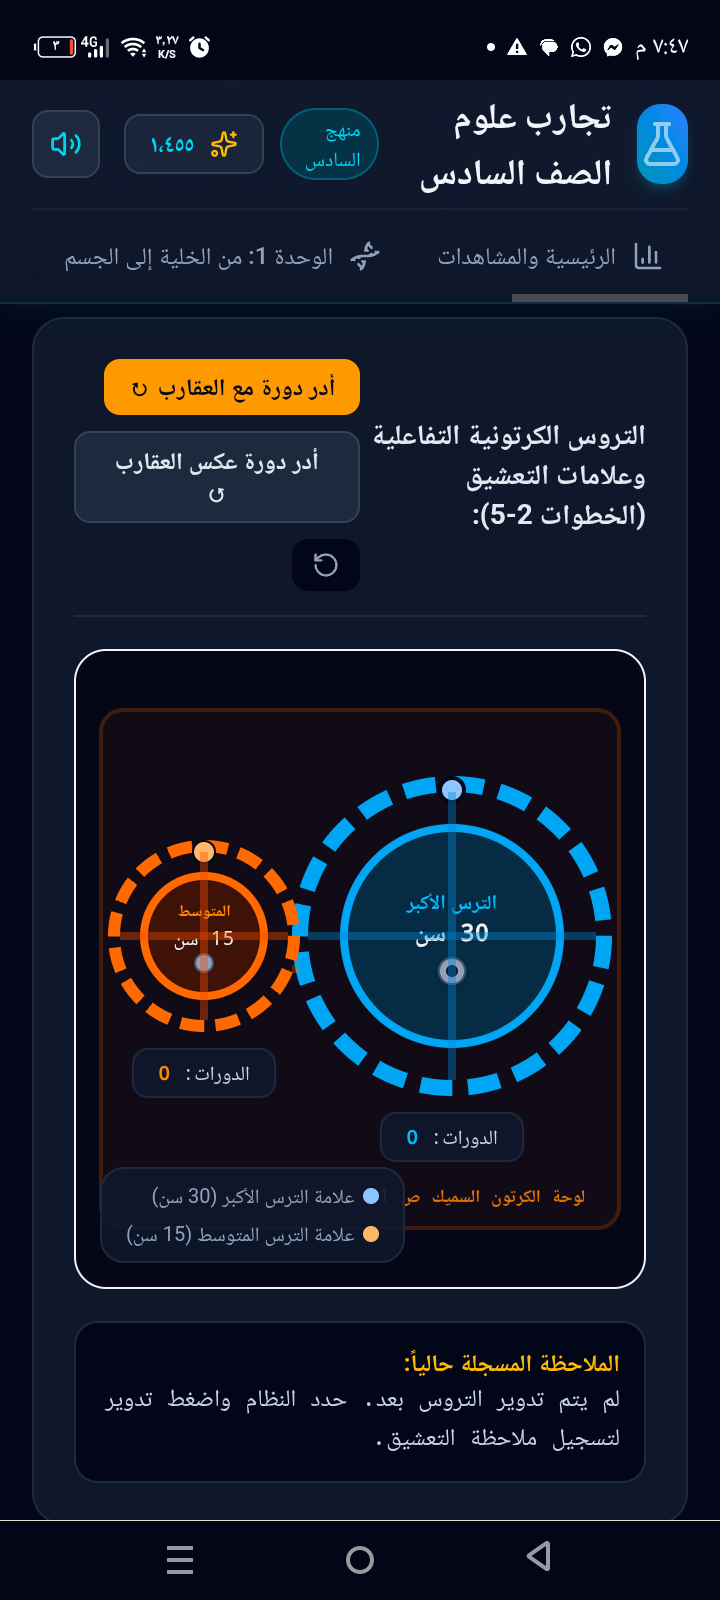 ٧:٤٧ م
٣,٢٧
K/S
4G
٣
تجارب علوم
الصف السادس
منهج
السادس
١،٤٥٥
الرئيسية والمشاهدات
الوحدة 1: من الخلية إلى الجسم
التروس الكرتونية التفاعلية
وعلامات التعشيق
(الخطوات 2-5):
أدر دورة مع العقارب ↻
أدر دورة عكس العقارب
↺
الترس الأكبر
30 سن
المتوسط
15 سن
الدورات: 0
الدورات: 0
لوحة الكرتون السميك
علامة الترس الأكبر (30 سن)
علامة الترس المتوسط (15 سن)
الملاحظة المسجلة حالياً:
لم يتم تدوير التروس بعد. حدد النظام واضغط تدوير
لتسجيل ملاحظة التعشيق.